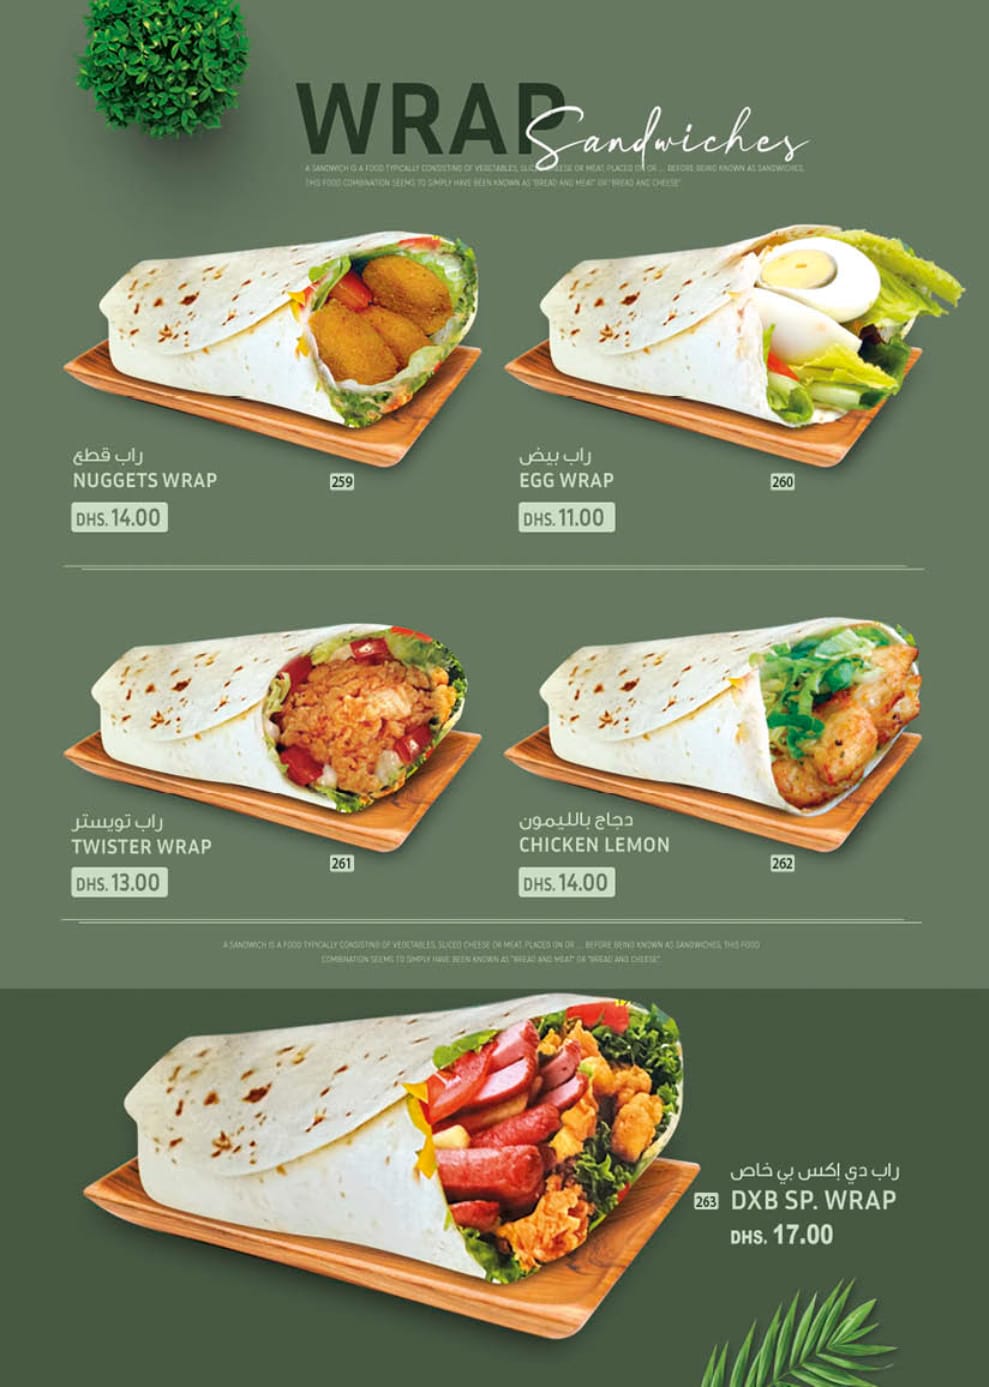 WRAP
Sandwiches
A SANDWICH IS A FOOD TYPICALLY CONSISTING OF VEGETABLES, SLICED CHEESE OR MEAT, PLACED ON OR ... BEFORE BEING KNOWN AS SANDWICHES,
THIS FOOD COMBINATION SEEMS TO SIMPLY HAVE BEEN KNOWN AS "BREAD AND MEAT" OR "BREAD AND CHEESE"
راب قطع
NUGGETS WRAP
259
DHS. 14.00
راب بيض
EGG WRAP
260
DHS. 11.00
راب تويستر
TWISTER WRAP
261
DHS. 13.00
دجاج بالليمون
CHICKEN LEMON
262
DHS. 14.00
A SANDWICH IS A FOOD TYPICALLY CONSISTING OF VEGETABLES, SLICED CHEESE OR MEAT, PLACED ON OR ... BEFORE BEING KNOWN AS SANDWICHES, THIS FOOD
COMBINATION SEEMS TO SIMPLY HAVE BEEN KNOWN AS "BREAD AND MEAT" OR "BREAD AND CHEESE".
راب دي إكس بي خاص
263 DXB SP. WRAP
DHS. 17.00